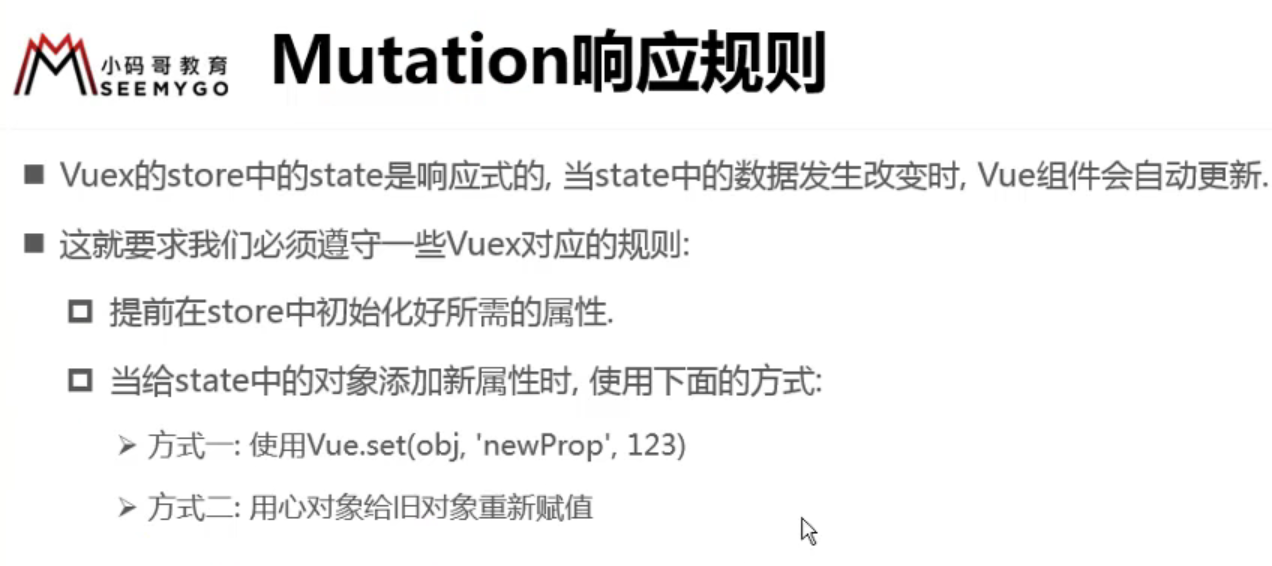 小码哥教育
SEEMYGO
Mutation响应规则
Vuex的store中的state是响应式的, 当state中的数据发生改变时, Vue组件会自动更新.
这就要求我们必须遵守一些Vuex对应的规则:
提前在store中初始化好所需的属性.
当给state中的对象添加新属性时, 使用下面的方式:
方式一: 使用Vue.set(obj, 'newProp', 123)
方式二: 用心对象给旧对象重新赋值